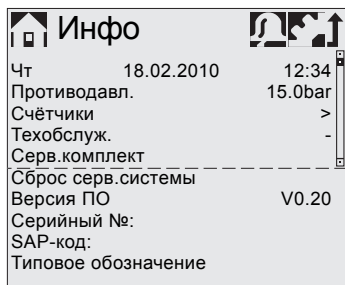 Инфо
Чт 18.02.2010 12:34
Противодавл. 15.0bar
Счётчики >
Техобслуж. -
Серв.комплект
Сброс серв.системы
Версия ПО V0.20
Серийный №:
SAP-код:
Типовое обозначение